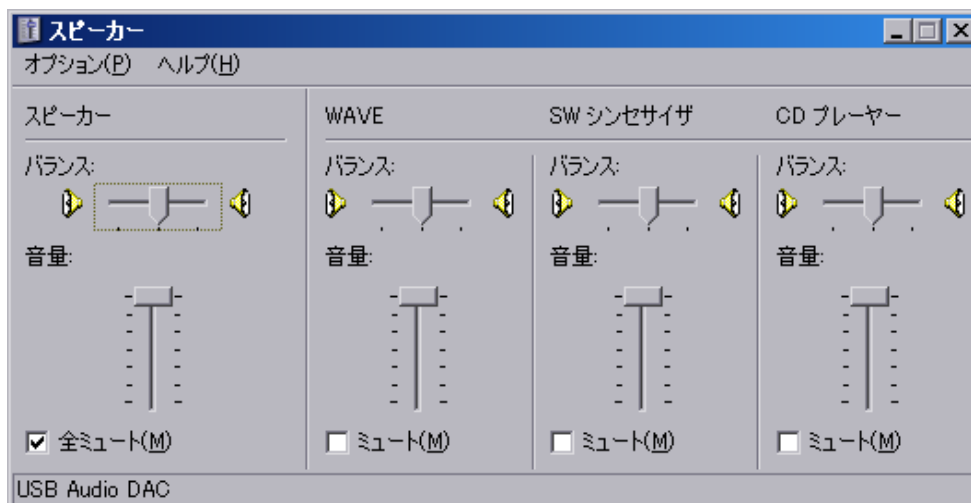 スピーカー
オプション(P) ヘルプ(H)
スピーカー WAVE SW シンセサイザ CD プレーヤー
バランス: バランス: バランス: バランス:
音量: 音量: 音量: 音量:
全ミュート(M) ミュート(M) ミュート(M) ミュート(M)
USB Audio DAC